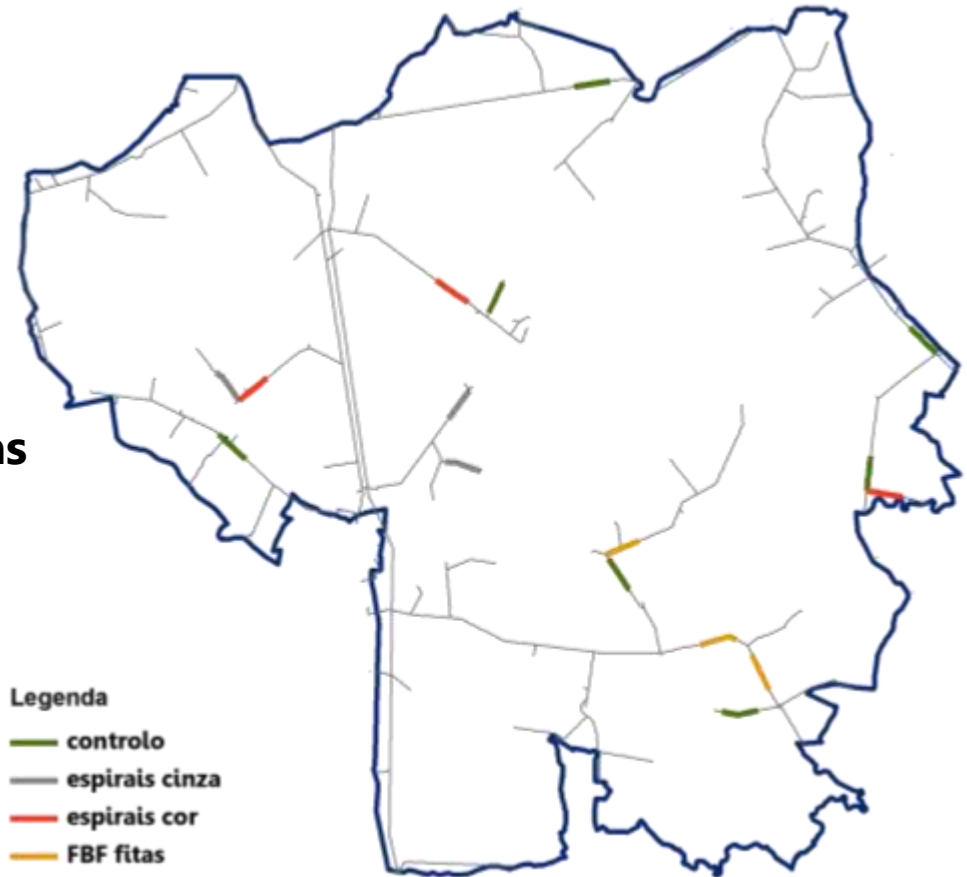 Legenda
controlo
espirais cinza
espirais cor
FBF fitas